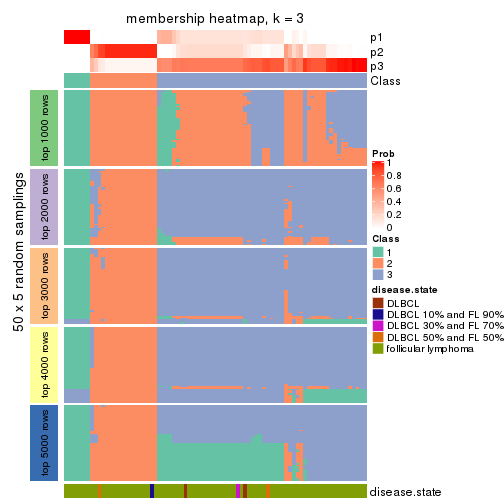 membership heatmap, k = 3
p1
p2
p3
Class
50 x 5 random samplings
top 1000 rows
top 2000 rows
top 3000 rows
top 4000 rows
top 5000 rows
disease.state
Prob
1
0.8
0.6
0.4
0.2
0
Class
1
2
3
disease.state
DLBCL
DLBCL 10% and FL 90%
DLBCL 30% and FL 70%
DLBCL 50% and FL 50%
follicular lymphoma